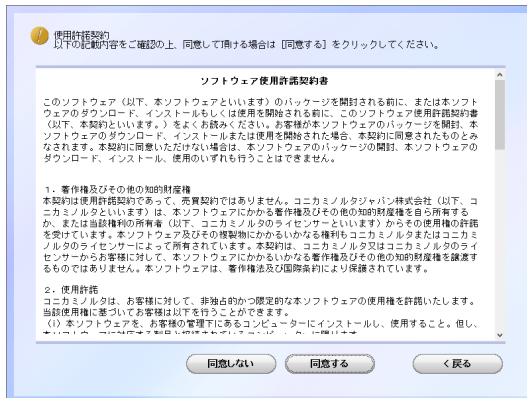 使用許諾契約
以下の記載内容をご確認の上、同意して頂ける場合は［同意する］をクリックしてください。
ソフトウェア使用許諾契約書
このソフトウェア（以下、本ソフトウェアといいます）のパッケージを開封される前に、または本ソフト
ウェアのダウンロード、インストールもしくは使用を開始される前に、このソフトウェア使用許諾契約書
（以下、本契約といいます。）をよくお読みください。お客様が本ソフトウェアのパッケージを開封、本
ソフトウェアのダウンロード、インストールまたは使用を開始された場合、本契約に同意されたものとみ
なされます。本契約に同意いただけない場合は、本ソフトウェアのパッケージの開封、本ソフトウェアの
ダウンロード、インストール、使用のいずれも行うことはできません。
1．著作権及びその他の知的財産権
本契約は使用許諾契約であって、売買契約ではありません。コニカミノルタジャパン株式会社（以下、コ
ニカミノルタといいます）は、本ソフトウェアにかかる著作権及びその他の知的財産権を自ら所有する
か、または当該権利の所有者（以下、コニカミノルタのライセンサーといいます）からその使用権の許諾
を受けています。本ソフトウェア及びその複製物にかかるいかなる権利もコニカミノルタまたはコニカミ
ノルタのライセンサーによって所有されています。本契約は、コニカミノルタ又はコニカミノルタのライ
センサーからお客様に対して、本ソフトウェアにかかるいかなる著作権及びその他の知的財産権を譲渡す
るものではありません。本ソフトウェアは、著作権法及び国際条約により保護されています。
2．使用許諾
コニカミノルタは、お客様に対して、非独占的かつ限定的な本ソフトウェアの使用権を許諾いたします。
当該使用権に基づいてお客様は以下を行うことができます。
(i) 本ソフトウェアを、お客様の管理下にあるコンピューターにインストールし、使用すること。但し、
同意しない
同意する
< 戻る